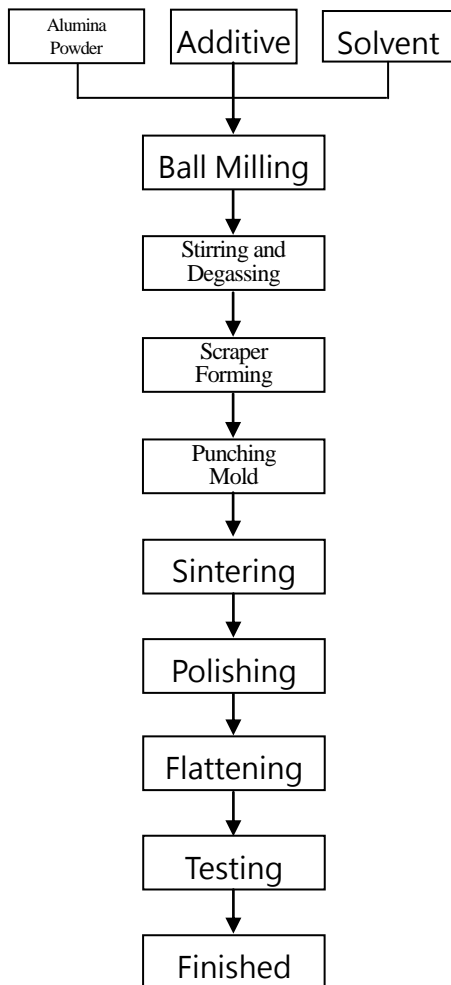 Alumina
Powder
Additive
Solvent
Ball Milling
Stirring and
Degassing
Scraper
Forming
Punching
Mold
Sintering
Polishing
Flattening
Testing
Finished